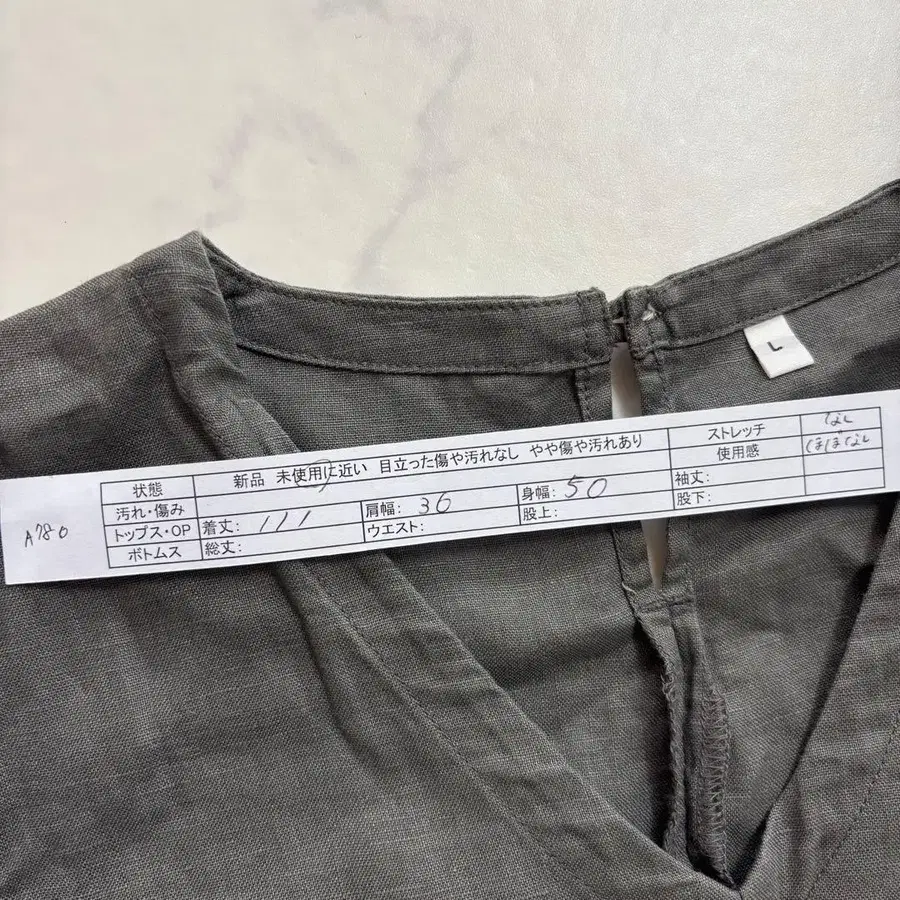 L
A780
状態 新品 未使用に近い 目立った傷や汚れなし やや傷や汚れあり ストレッチ なし
汚れ・傷み 使用感 ほぼなし
トップス・OP 着丈: 111 肩幅: 36 身幅: 50 袖丈:
ボトムス 総丈: ウエスト: 股上: 股下: